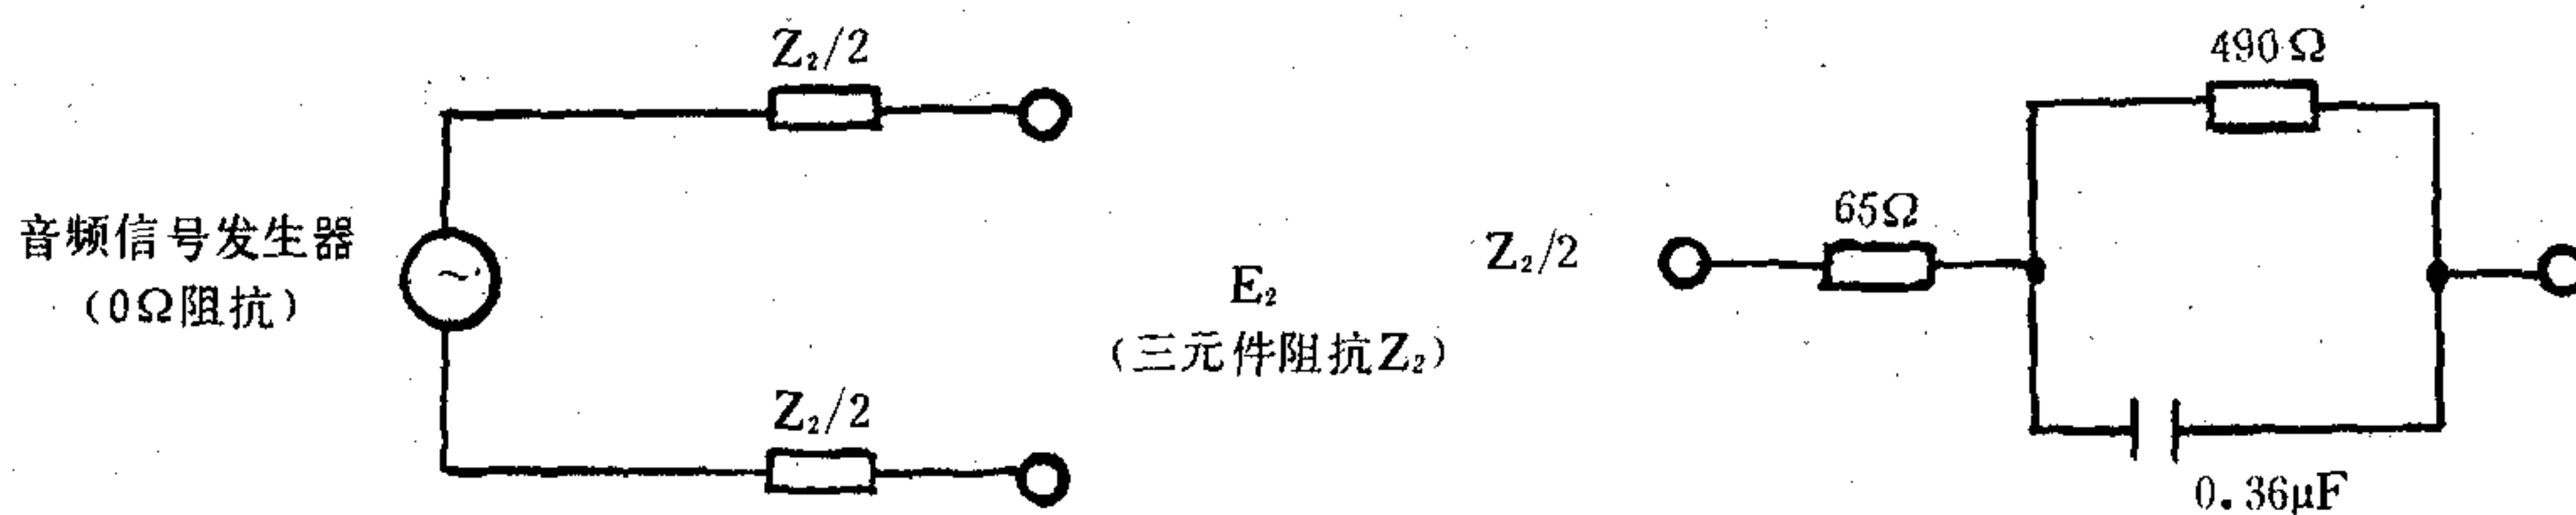 Z₂/2
音频信号发生器
(0Ω阻抗)
~
Z₂/2
E₂
(三元件阻抗Z₂)
Z₂/2
65Ω
490Ω
0.36μF